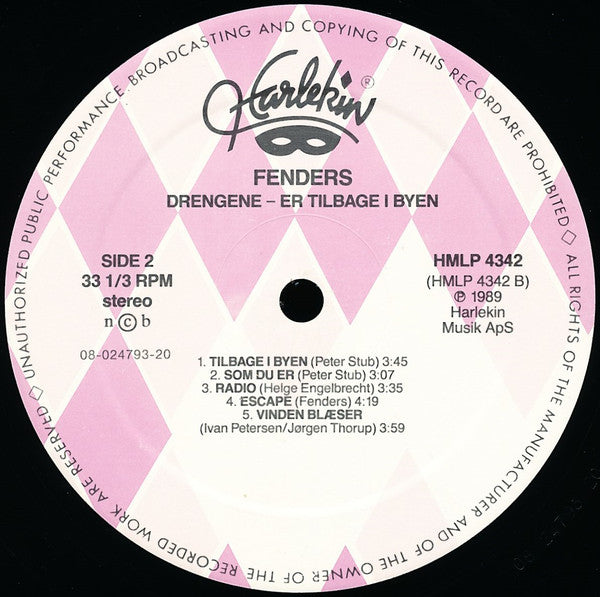 UNAUTHORIZED PUBLIC PERFORMANCE BROADCASTING AND COPYING OF THIS RECORD ARE PROHIBITED ◇ ALL RIGHTS OF THE MANUFACTURER AND OF THE OWNER OF THE RECORDED WORK ARE RESERVED ◇
Harlekin ®
FENDERS
DRENGENE – ER TILBAGE I BYEN
SIDE 2
33 1/3 RPM
stereo
n©b
08-024793-20
HMLP 4342
(HMLP 4342 B)
℗ 1989
Harlekin
Musik ApS
1. TILBAGE I BYEN (Peter Stub) 3:45
2. SOM DU ER (Peter Stub) 3:07
3. RADIO (Helge Engelbrecht) 3:35
4. ESCAPE (Fenders) 4:19
5. VINDEN BLÆSER
(Ivan Petersen/Jørgen Thorup) 3:59